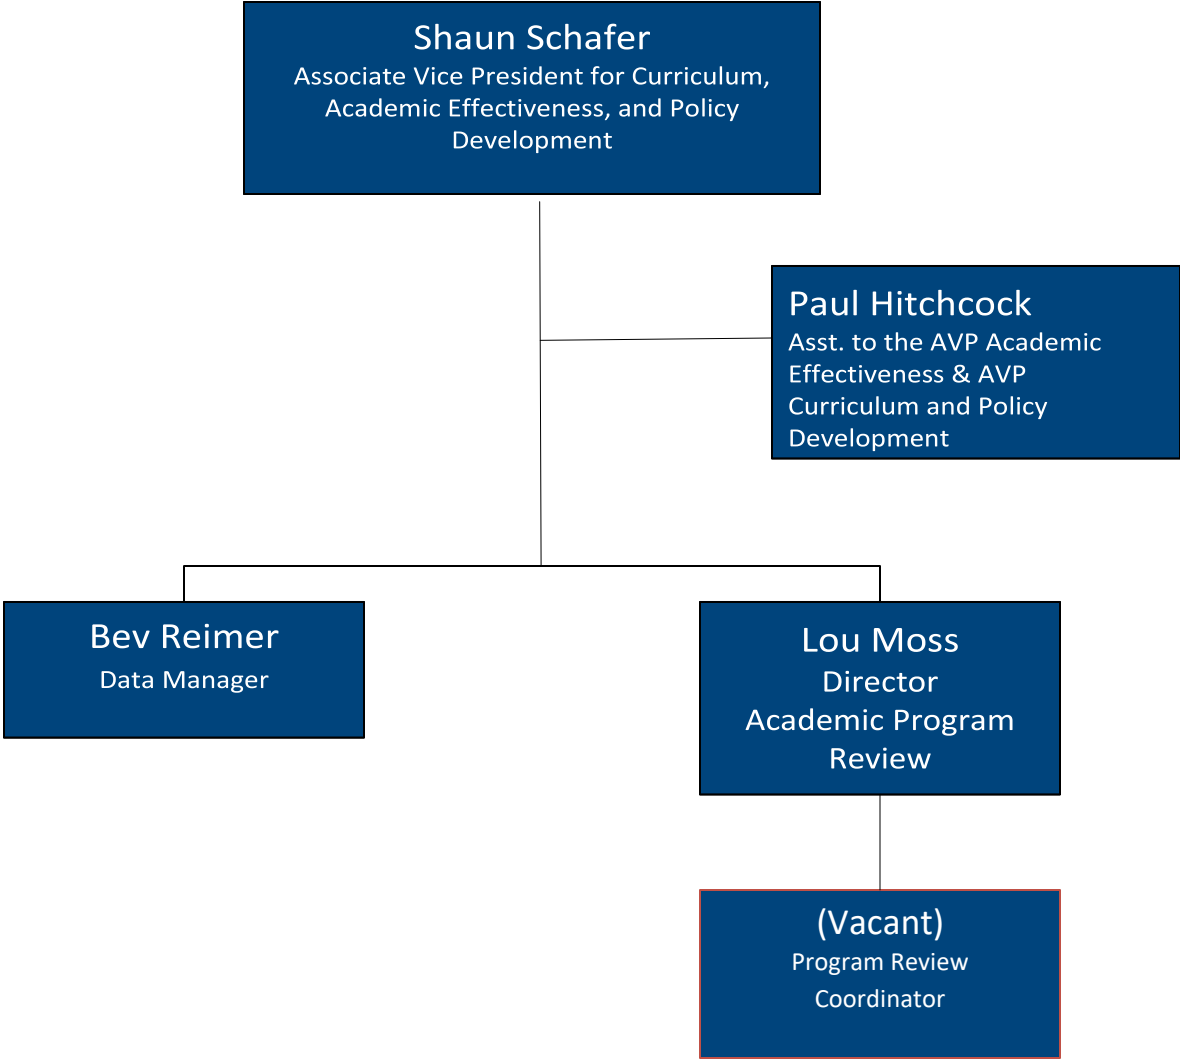 Shaun Schafer
Associate Vice President for Curriculum,
Academic Effectiveness, and Policy
Development
Paul Hitchcock
Asst. to the AVP Academic
Effectiveness & AVP
Curriculum and Policy
Development
Bev Reimer
Data Manager
Lou Moss
Director
Academic Program
Review
(Vacant)
Program Review
Coordinator